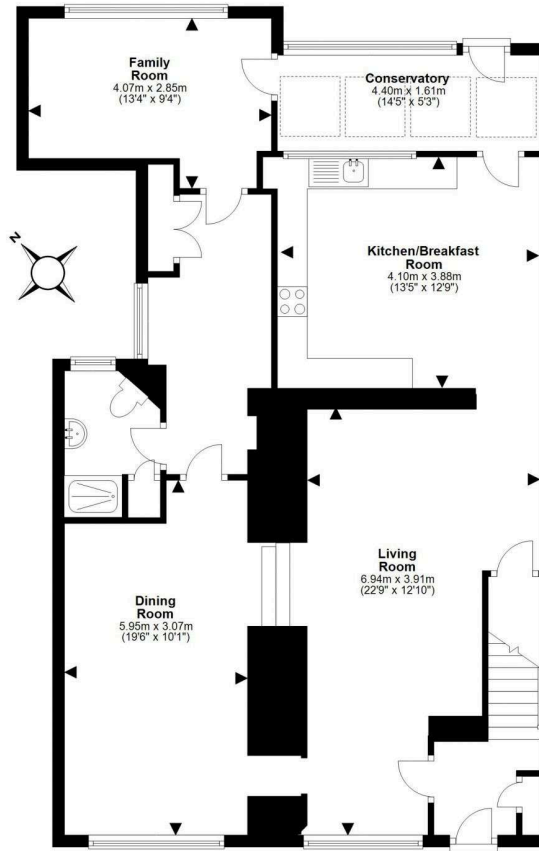 Family
Room
4.07m x 2.85m
(13'4" x 9'4")
Conservatory
4.40m x 1.61m
(14'5" x 5'3")
Kitchen/Breakfast
Room
4.10m x 3.88m
(13'5" x 12'9")
N
Living
Room
6.94m x 3.91m
(22'9" x 12'10")
Dining
Room
5.95m x 3.07m
(19'6" x 10'1")